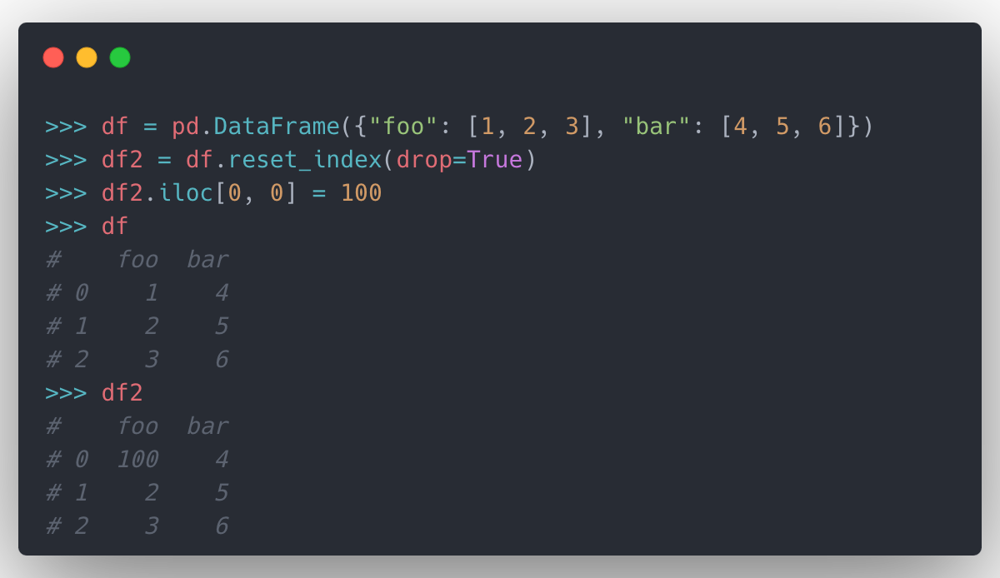 >>> df = pd.DataFrame({"foo": [1, 2, 3], "bar": [4, 5, 6]})
>>> df2 = df.reset_index(drop=True)
>>> df2.iloc[0, 0] = 100
>>> df
#    foo  bar
# 0    1    4
# 1    2    5
# 2    3    6
>>> df2
#    foo  bar
# 0  100    4
# 1    2    5
# 2    3    6